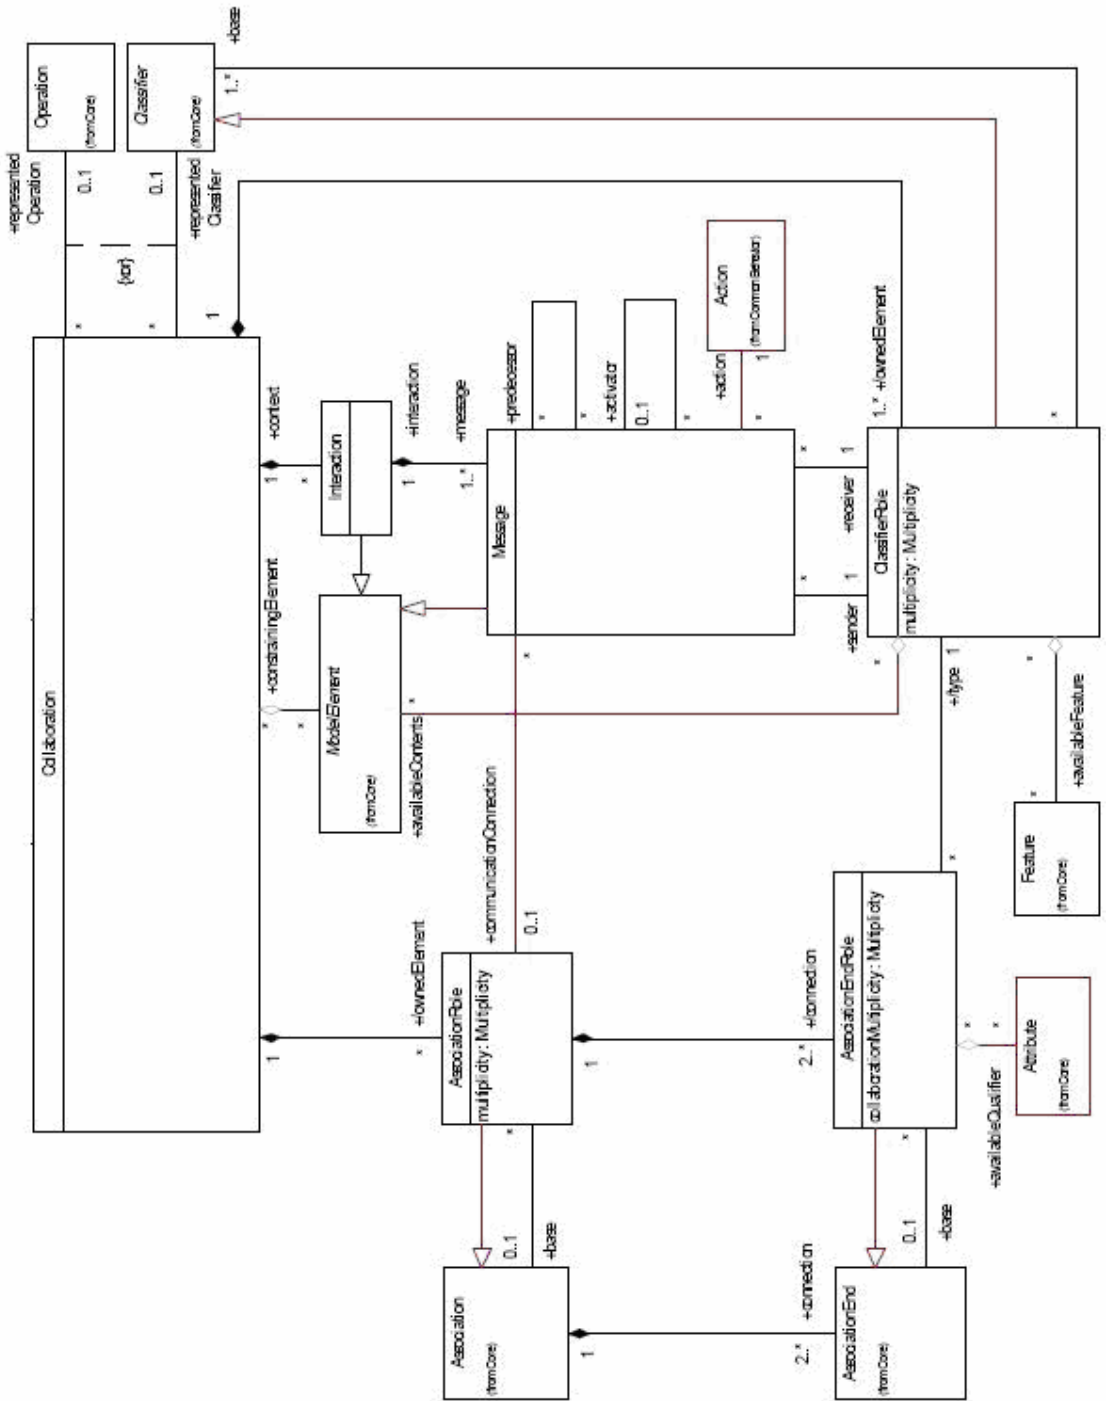 +represented
Operation
Operation
(from Core)
0..1
*
Collaboration
{xor}
Classifier
(from Core)
0..1
*
+represented
Classifier
+base
1..*
1
1
+context
1
*
+constrainingElement
*
*
Interaction
ModelElement
(from Core)
+availableContents
*
+interaction
1
+/ownedElement
*
+message
1..*
Association
(from Core)
AssociationRole
multiplicity : Multiplicity
*
0..1
+base
+communicationConnection
0..1
*
Message
+predecessor
*
*
+activator
0..1
*
Action
(from CommonBehavior)
+action
1
*
1
1
+/ownedElement
1..*
*
*
+sender
1
+receiver
1
+connection
2..*
+/connection
2..*
AssociationEnd
(from Core)
AssociationEndRole
collaborationMultiplicity : Multiplicity
*
0..1
+base
*
+/type
1
*
ClassifierRole
multiplicity : Multiplicity
*
*
+availableQualifier
*
*
Attribute
(from Core)
Feature
(from Core)
*
+availableFeature